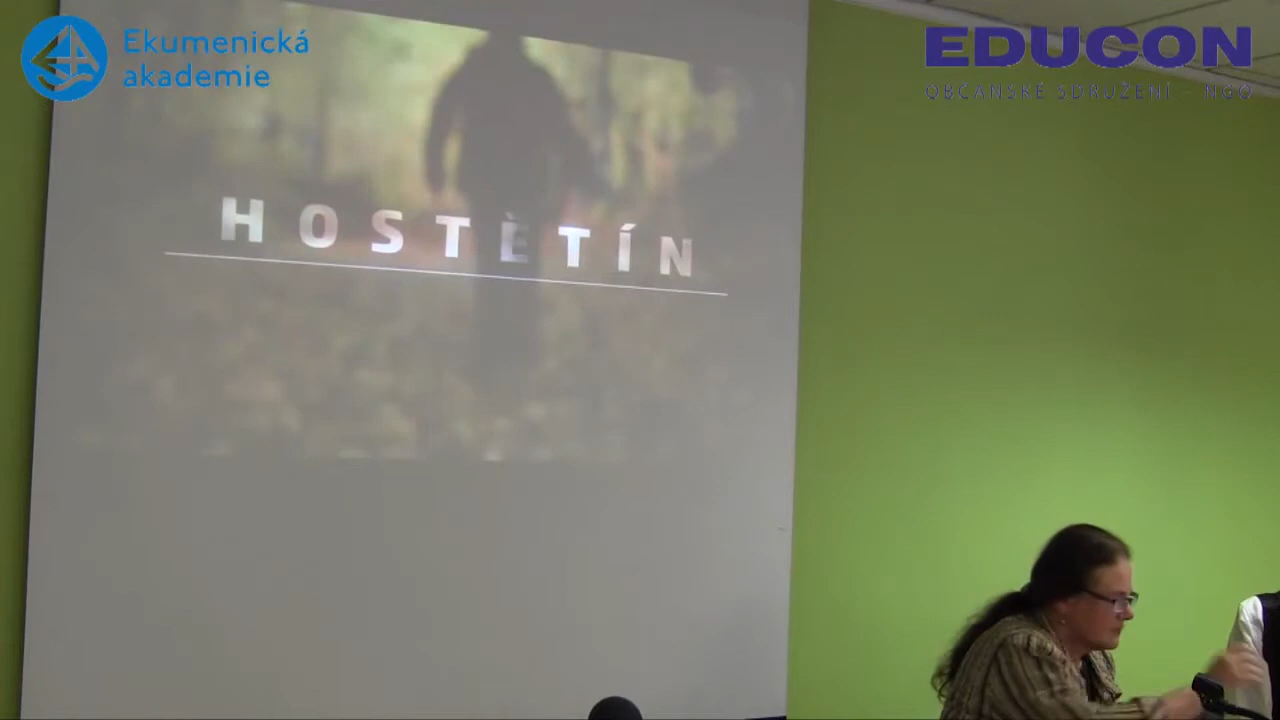 Ekumenická
akademie
EDUCON
OBČANSKÉ SDRUŽENÍ - NGO
HOSTĚTÍN